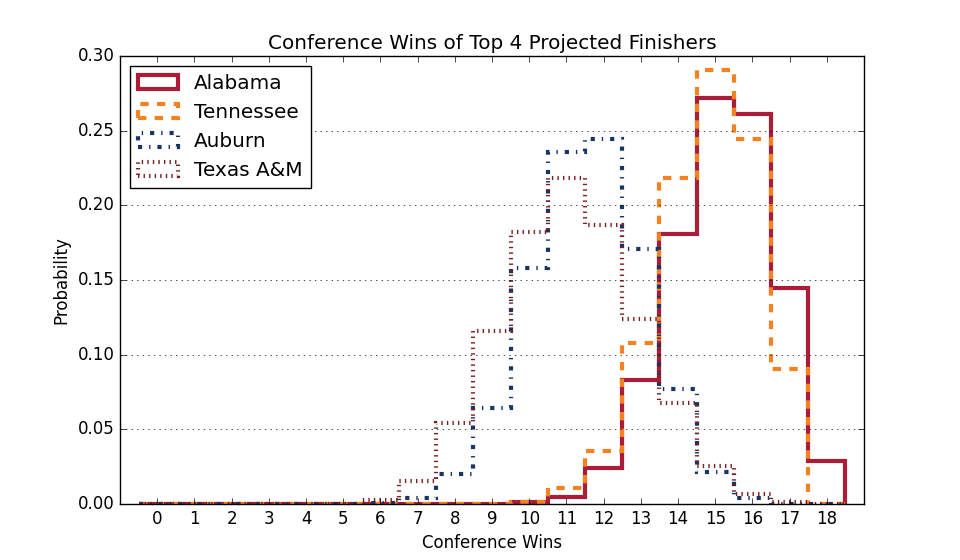 Conference Wins of Top 4 Projected Finishers
0.30
0.25
0.20
0.15
0.10
0.05
0.00
Probability
Alabama
Tennessee
Auburn
Texas A&M
0 1 2 3 4 5 6 7 8 9 10 11 12 13 14 15 16 17 18
Conference Wins